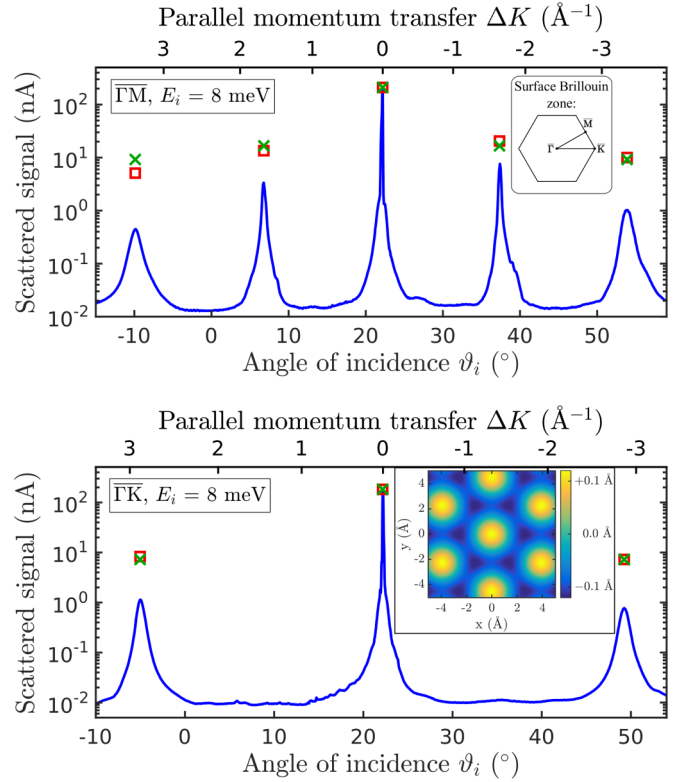 Parallel momentum transfer ΔK (Å⁻¹)
3 2 1 0 -1 -2 -3
Scattered signal (nA)
10² 10¹ 10⁰ 10⁻¹ 10⁻²
Γ̅M̅, Eᵢ = 8 meV
Surface Brillouin
zone:
M̅
Γ̅ K̅
-10 0 10 20 30 40 50
Angle of incidence ϑᵢ (°)
Parallel momentum transfer ΔK (Å⁻¹)
3 2 1 0 -1 -2 -3
Scattered signal (nA)
10² 10¹ 10⁰ 10⁻¹ 10⁻²
Γ̅K̅, Eᵢ = 8 meV
y (Å)
4 2 0 -2 -4
-4 -2 0 2 4
x (Å)
+0.1 Å
0.0 Å
−0.1 Å
-10 0 10 20 30 40 50
Angle of incidence ϑᵢ (°)